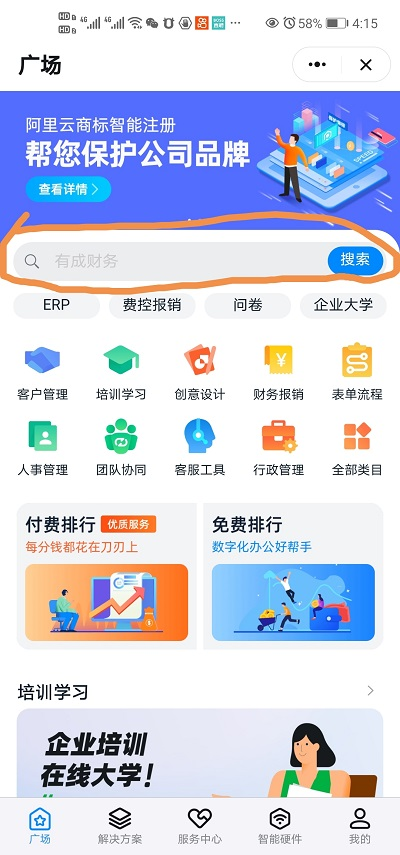 58% 4:15
广场
阿里云商标智能注册
帮您保护公司品牌
查看详情
有成财务
搜索
ERP
费控报销
问卷
企业大学
客户管理
培训学习
创意设计
财务报销
表单流程
人事管理
团队协同
客服工具
行政管理
全部类目
付费排行 优质服务
每分钱都花在刀刃上
免费排行
数字化办公好帮手
培训学习
企业培训
在线大学!
广场
解决方案
服务中心
智能硬件
我的